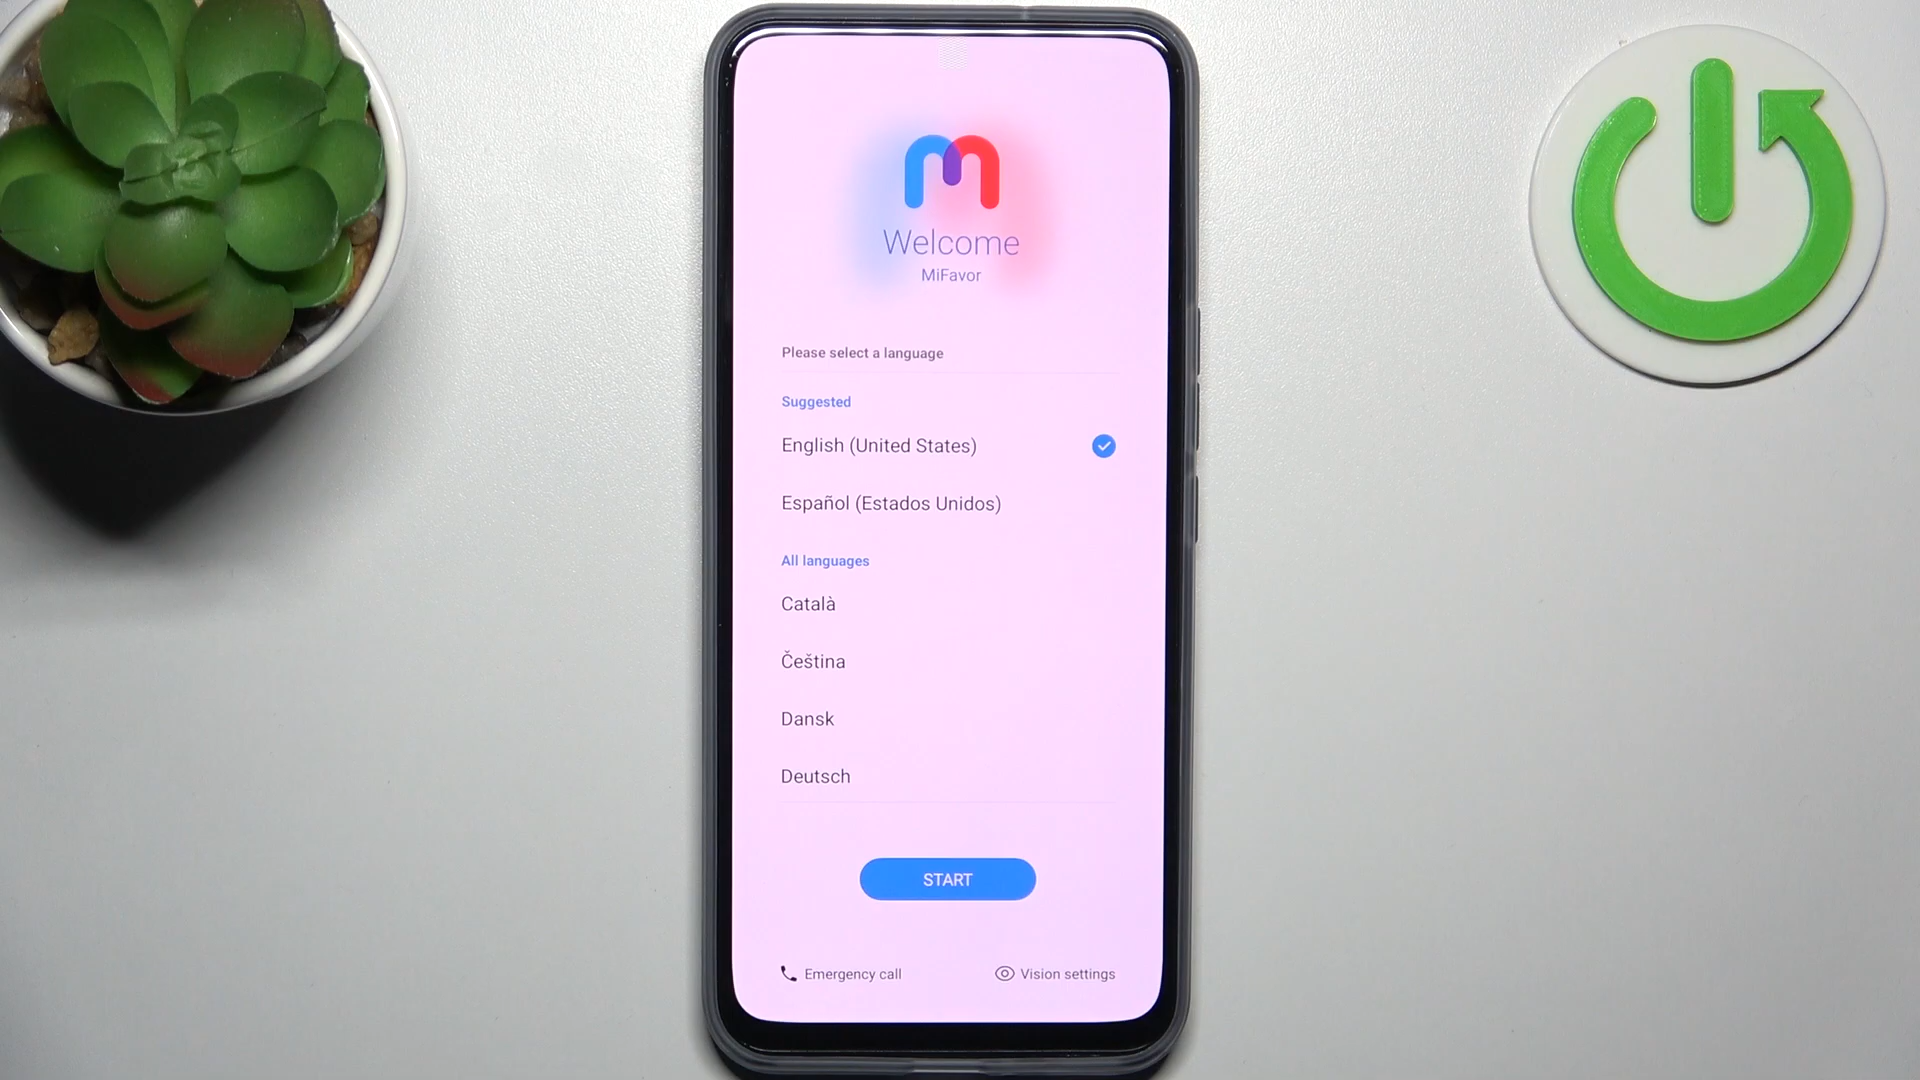 Welcome
MiFavor
Please select a language
Suggested
English (United States)
Español (Estados Unidos)
All languages
Català
Čeština
Dansk
Deutsch
START
Emergency call
Vision settings